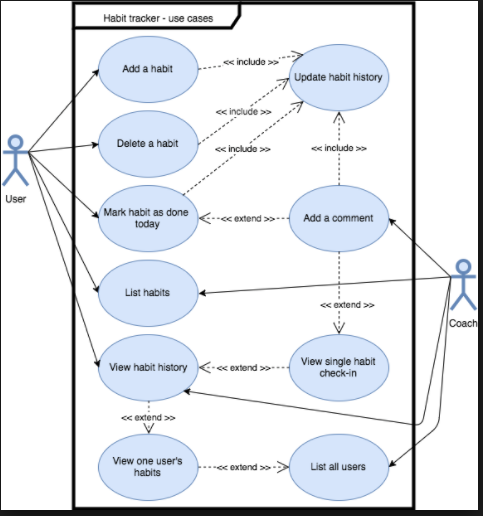 Habit tracker - use cases
Add a habit
<< include >>
Update habit history
<< include >>
Delete a habit
<< include >>
<< include >>
User
Mark habit as done
today
<< extend >>
Add a comment
List habits
<< extend >>
Coach
View habit history
<< extend >>
View single habit
check-in
<< extend >>
View one user's
habits
<< extend >>
List all users